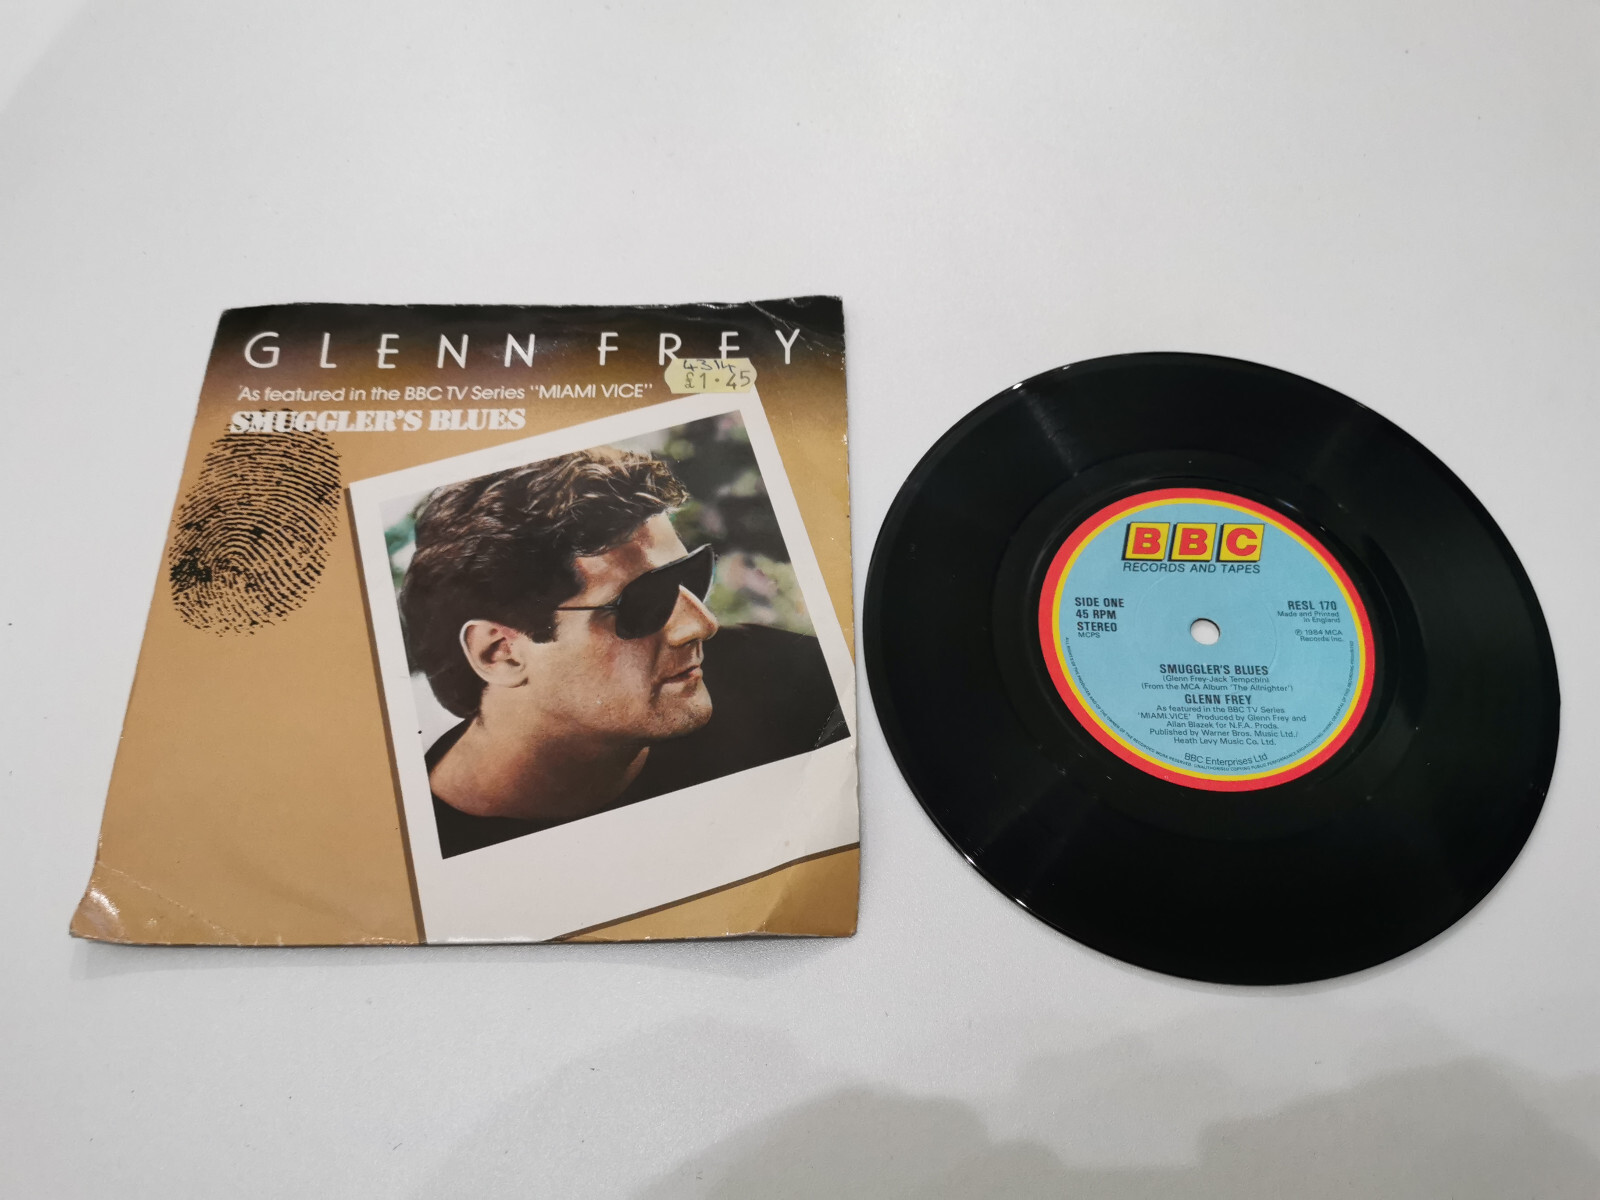 GLENN FREY
4314
£1.45
'As featured in the BBC TV Series "MIAMI VICE"
SMUGGLER'S BLUES
BBC
RECORDS AND TAPES
SIDE ONE
45 RPM
STEREO
MCPS
RESL 170
Made and Printed
in England
℗ 1984 MCA
Records Inc.
SMUGGLER'S BLUES
(Glenn Frey-Jack Tempchin)
(From the MCA Album 'The Allnighter')
GLENN FREY
As featured in the BBC TV Series
'MIAMI.VICE' Produced by Glenn Frey and
Allan Blazek for N.F.A. Prods.
Published by Warner Bros. Music Ltd./
Heath Levy Music Co. Ltd.
BBC Enterprises Ltd